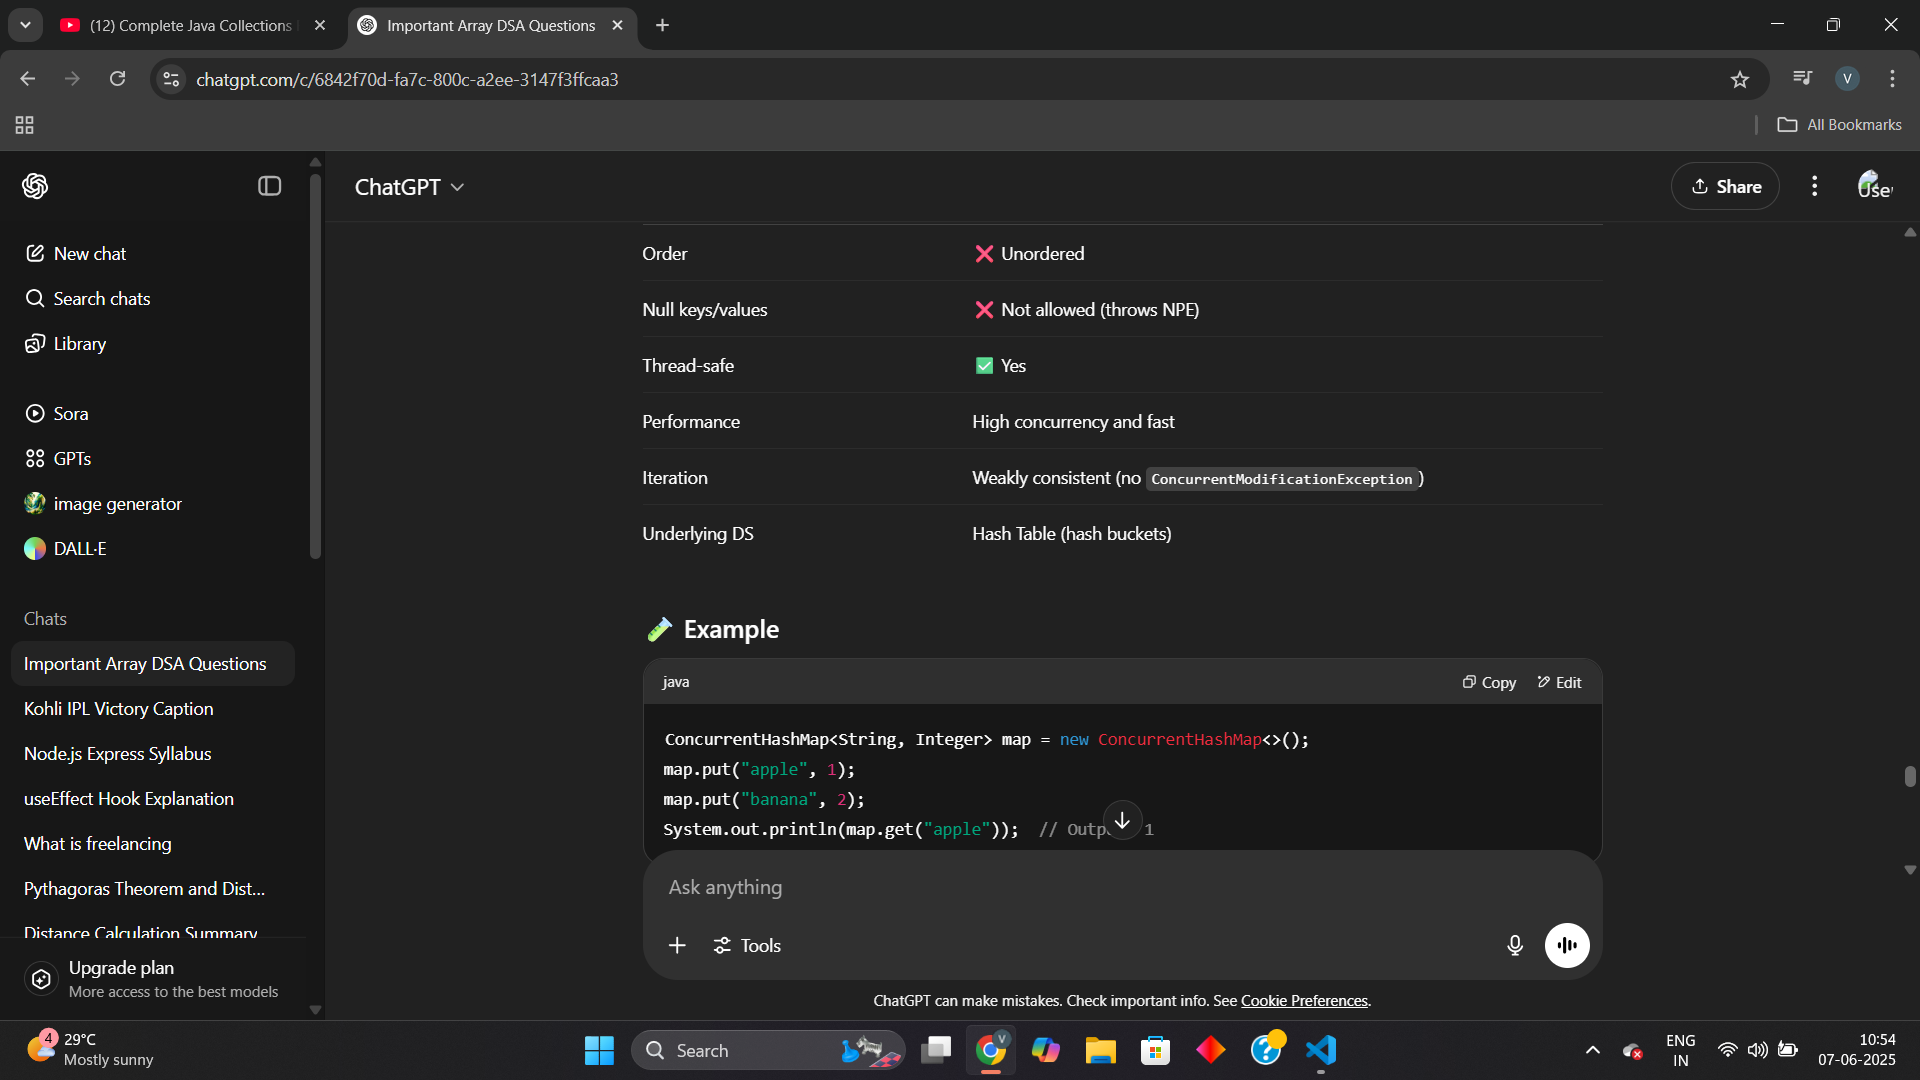 (12) Complete Java Collections
Important Array DSA Questions
chatgpt.com/c/6842f70d-fa7c-800c-a2ee-3147f3ffcaa3
V
All Bookmarks
ChatGPT
Share
Use
New chat
Search chats
Library
Sora
GPTs
image generator
DALL·E
Chats
Important Array DSA Questions
Kohli IPL Victory Caption
Node.js Express Syllabus
useEffect Hook Explanation
What is freelancing
Pythagoras Theorem and Dist...
Distance Calculation Summary
Upgrade plan
More access to the best models
Order ❌ Unordered
Null keys/values ❌ Not allowed (throws NPE)
Thread-safe ✅ Yes
Performance High concurrency and fast
Iteration Weakly consistent (no ConcurrentModificationException)
Underlying DS Hash Table (hash buckets)
Example
java Copy Edit
ConcurrentHashMap<String, Integer> map = new ConcurrentHashMap<>();
map.put("apple", 1);
map.put("banana", 2);
System.out.println(map.get("apple")); // Outp 1
Ask anything
Tools
ChatGPT can make mistakes. Check important info. See Cookie Preferences.
4
29°C
Mostly sunny
Search
V
ENG
IN
10:54
07-06-2025